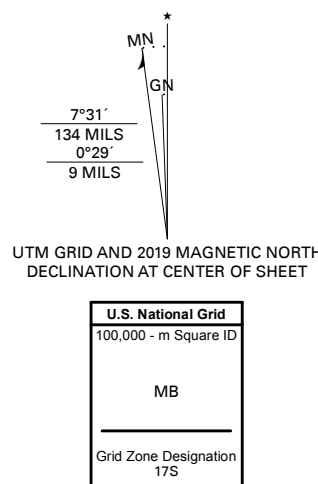 ★
MN
GN
7°31´
134 MILS
0°29´
9 MILS
UTM GRID AND 2019 MAGNETIC NORTH
DECLINATION AT CENTER OF SHEET
U.S. National Grid
100,000 - m Square ID
MB
Grid Zone Designation
17S